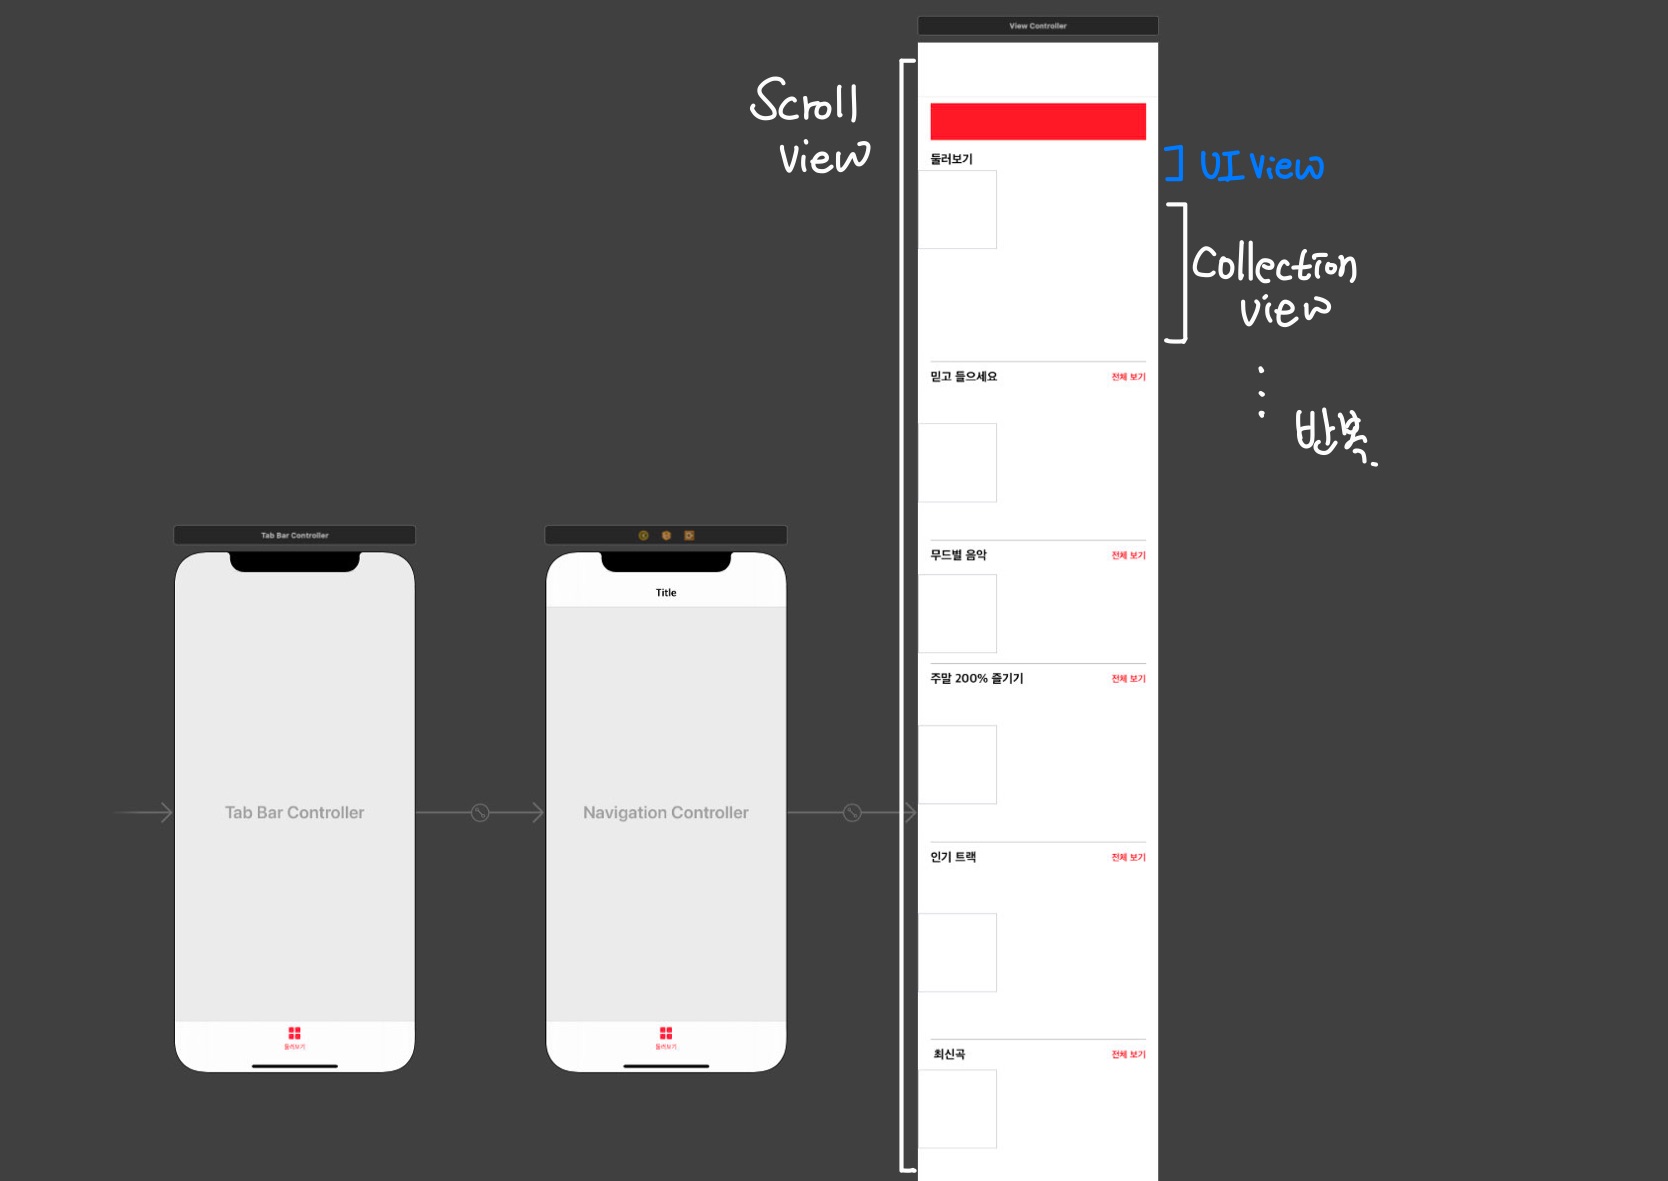 View Controller
Scroll
view
둘러보기
UIView
Collection
view
믿고 들으세요
전체 보기
반복.
Tab Bar Controller
무드별 음악
전체 보기
Title
주말 200% 즐기기
전체 보기
Tab Bar Controller
Navigation Controller
인기 트랙
전체 보기
둘러보기
둘러보기
최신곡
전체 보기